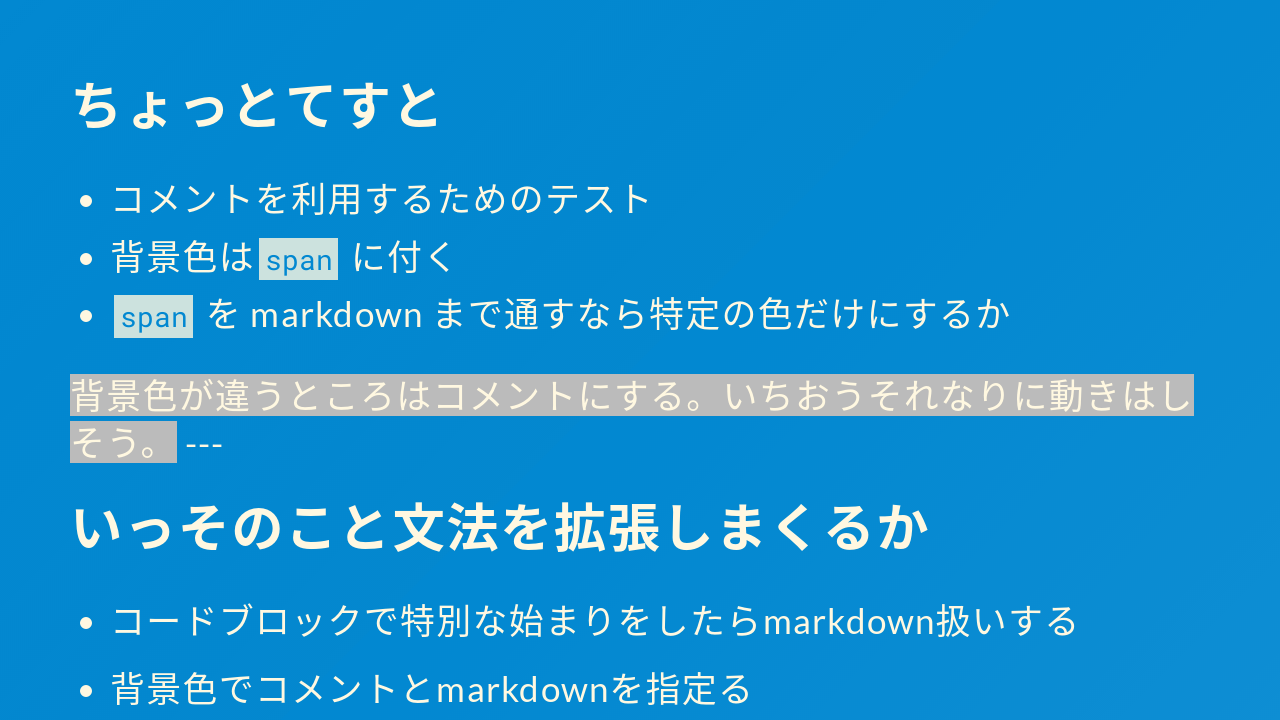 ちょっとてすと
コメントを利用するためのテスト
背景色は span に付く
span を markdown まで通すなら特定の色だけにするか
背景色が違うところはコメントにする。いちおうそれなりに動きはし
そう。 ---
いっそのこと文法を拡張しまくるか
コードブロックで特別な始まりをしたらmarkdown扱いする
背景色でコメントとmarkdownを指定る